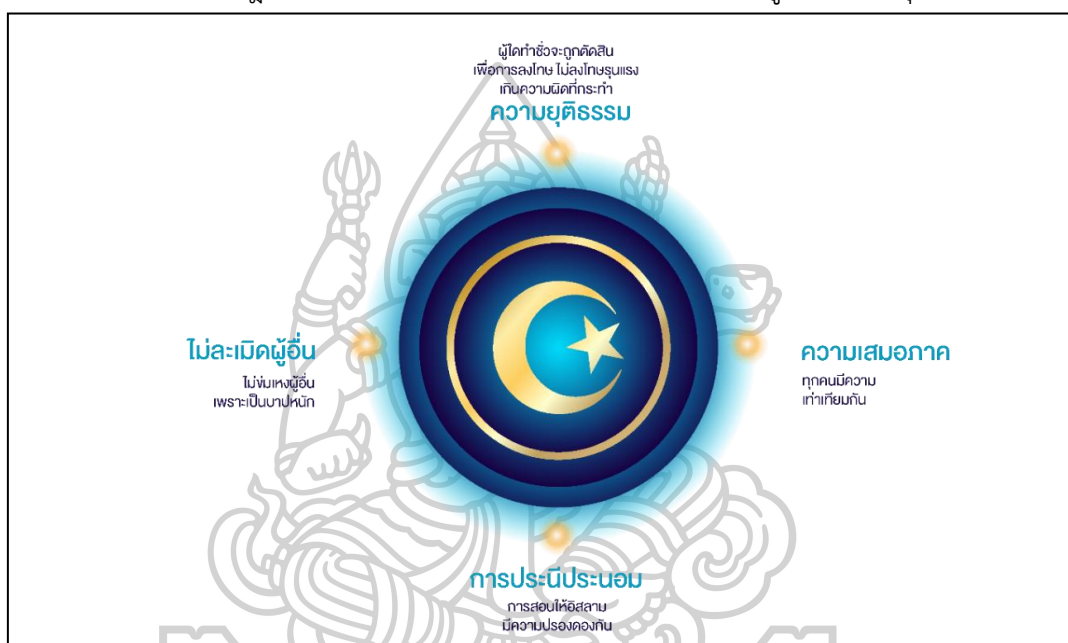 ผู้ใดทำชั่วจะถูกตัดสิน
เพื่อการลงโทษ ไม่ลงโทษรุนแรง
เกินความผิดที่กระทำ
ความยุติธรรม
ไม่ละเมิดผู้อื่น
ไม่ข่มเหงผู้อื่น
เพราะเป็นบาปหนัก
ความเสมอภาค
ทุกคนมีความ
เท่าเทียมกัน
การประนีประนอม
การสอนให้อิสลาม
มีความปรองดองกัน